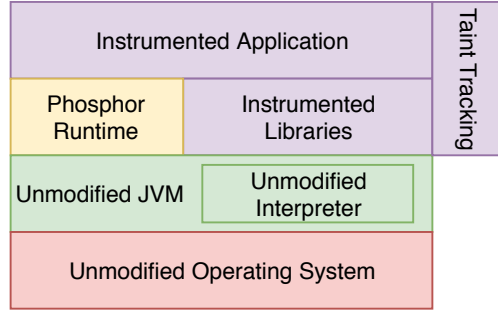 Instrumented Application
Taint Tracking
Phosphor
Runtime
Instrumented
Libraries
Unmodified JVM
Unmodified
Interpreter
Unmodified Operating System